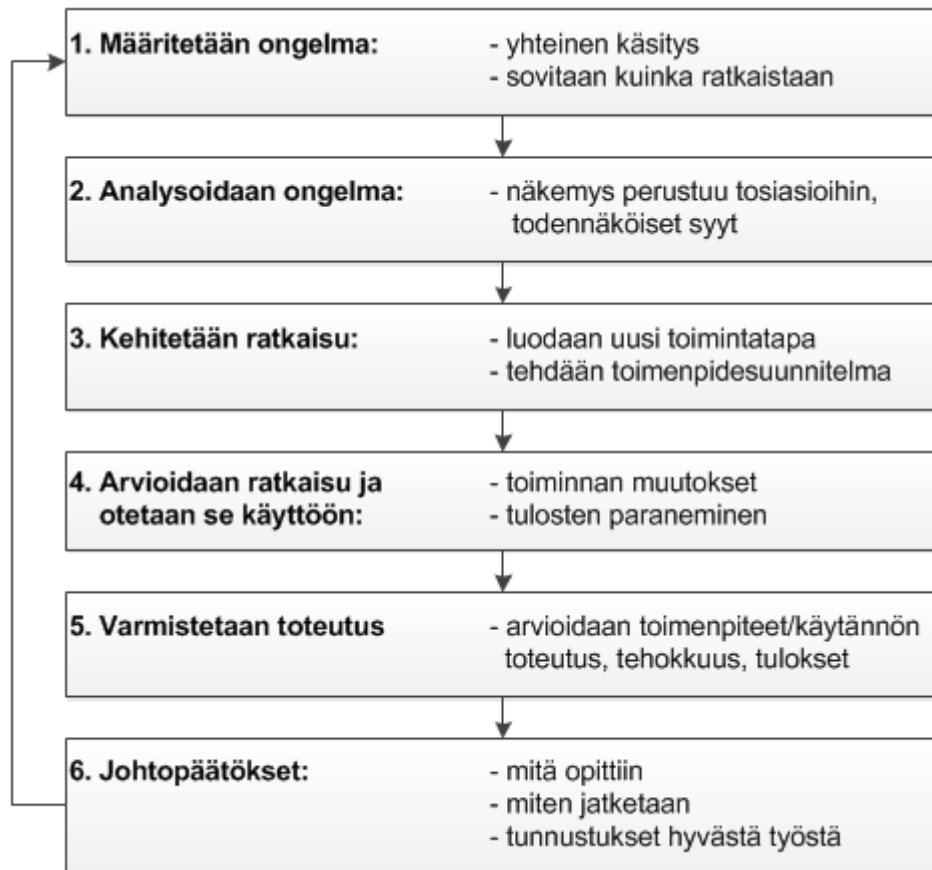 1. Määritetään ongelma: - yhteinen käsitys
- sovitaan kuinka ratkaistaan
2. Analysoidaan ongelma: - näkemys perustuu tosiasioihin,
todennäköiset syyt
3. Kehitetään ratkaisu: - luodaan uusi toimintatapa
- tehdään toimenpidesuunnitelma
4. Arvioidaan ratkaisu ja - toiminnan muutokset
otetaan se käyttöön: - tulosten paraneminen
5. Varmistetaan toteutus - arvioidaan toimenpiteet/käytännön
toteutus, tehokkuus, tulokset
6. Johtopäätökset: - mitä opittiin
- miten jatketaan
- tunnustukset hyvästä työstä